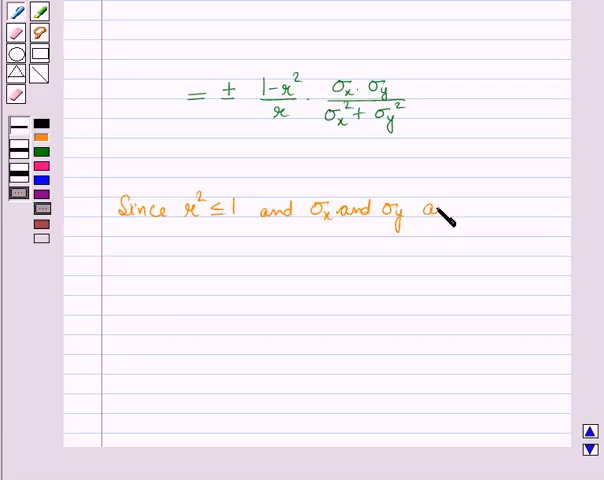 = ± (1-r²)/r · (σx · σy)/(σx² + σy²)
Since r² ≤ 1 and σx and σy a